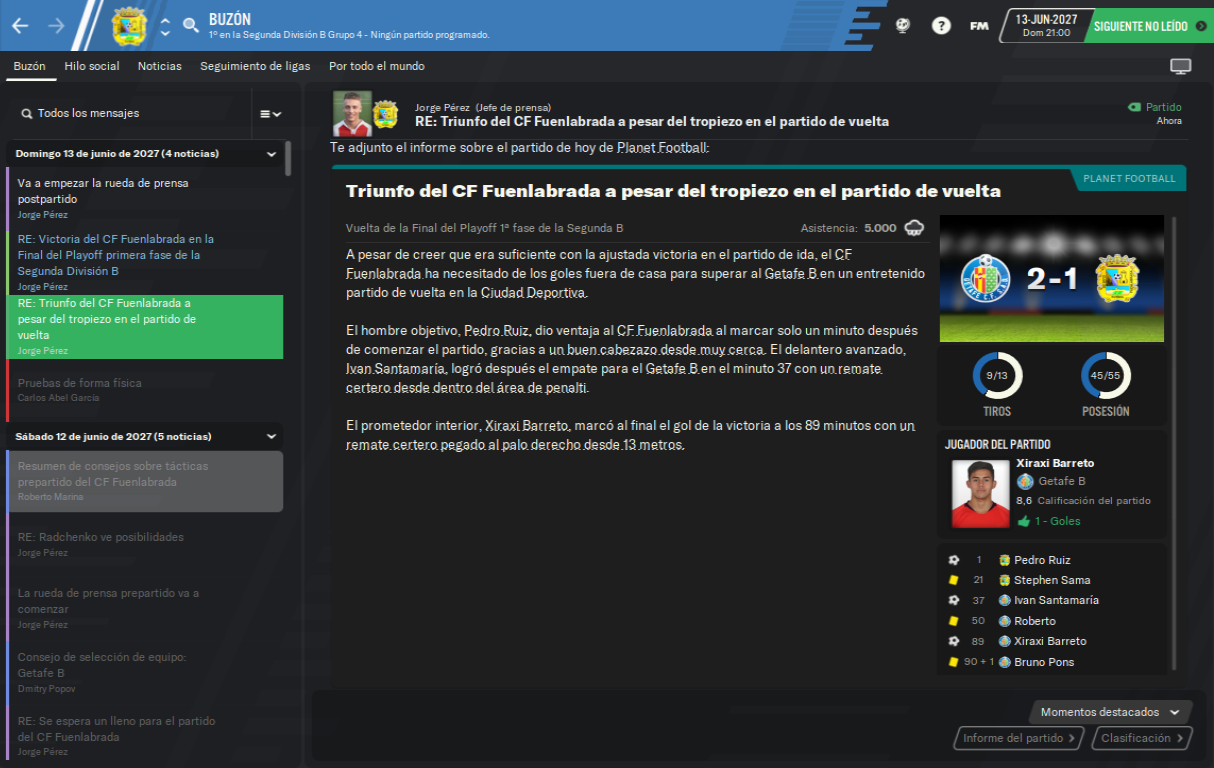 BUZÓN
1º en la Segunda División B Grupo 4 - Ningún partido programado.
?
FM
13-JUN-2027
Dom 21:00
SIGUIENTE NO LEÍDO
Buzón
Hilo social
Noticias
Seguimiento de ligas
Por todo el mundo
Todos los mensajes
Domingo 13 de junio de 2027 (4 noticias)
Va a empezar la rueda de prensa
postpartido
Jorge Pérez
RE: Victoria del CF Fuenlabrada en la
Final del Playoff primera fase de la
Segunda División B
Jorge Pérez
RE: Triunfo del CF Fuenlabrada a
pesar del tropiezo en el partido de
vuelta
Jorge Pérez
Pruebas de forma física
Carlos Abel García
Sábado 12 de junio de 2027 (5 noticias)
Resumen de consejos sobre tácticas
prepartido del CF Fuenlabrada
Roberto Marina
RE: Radchenko ve posibilidades
Jorge Pérez
La rueda de prensa prepartido va a
comenzar
Jorge Pérez
Consejo de selección de equipo:
Getafe B
Dmitry Popov
RE: Se espera un lleno para el partido
del CF Fuenlabrada
Jorge Pérez
Jorge Pérez (Jefe de prensa)
RE: Triunfo del CF Fuenlabrada a pesar del tropiezo en el partido de vuelta
Partido
Ahora
Te adjunto el informe sobre el partido de hoy de Planet Football:
PLANET FOOTBALL
Triunfo del CF Fuenlabrada a pesar del tropiezo en el partido de vuelta
Vuelta de la Final del Playoff 1ª fase de la Segunda B
Asistencia: 5.000
A pesar de creer que era suficiente con la ajustada victoria en el partido de ida, el CF
Fuenlabrada ha necesitado de los goles fuera de casa para superar al Getafe B en un entretenido
partido de vuelta en la Ciudad Deportiva.
El hombre objetivo, Pedro Ruiz, dio ventaja al CF Fuenlabrada al marcar solo un minuto después
de comenzar el partido, gracias a un buen cabezazo desde muy cerca. El delantero avanzado,
Ivan Santamaría, logró después el empate para el Getafe B en el minuto 37 con un remate
certero desde dentro del área de penalti.
El prometedor interior, Xiraxi Barreto, marcó al final el gol de la victoria a los 89 minutos con un
remate certero pegado al palo derecho desde 13 metros.
2-1
9/13
TIROS
45/55
POSESIÓN
JUGADOR DEL PARTIDO
Xiraxi Barreto
Getafe B
8,6 Calificación del partido
1 - Goles
1 Pedro Ruiz
21 Stephen Sama
37 Ivan Santamaría
50 Roberto
89 Xiraxi Barreto
90 + 1 Bruno Pons
Momentos destacados
Informe del partido
Clasificación